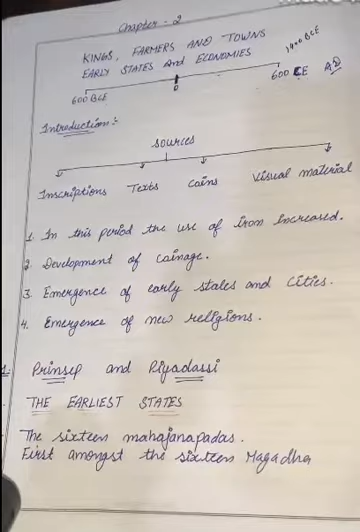 Chapter - 2
KINGS, FARMERS AND TOWNS
EARLY STATES and ECONOMIES
1900 BCE
600 BCE
0
600 CE AD
Introduction :-
Sources
Inscriptions Texts Coins Visual material
1. In this period the use of iron increased.
2. Development of coinage.
3. Emergence of early states and cities.
4. Emergence of new religions.
1. Prinsep and Piyadassi
THE EARLIEST STATES
The sixteen mahajanapadas.
First amongst the sixteen Magadha